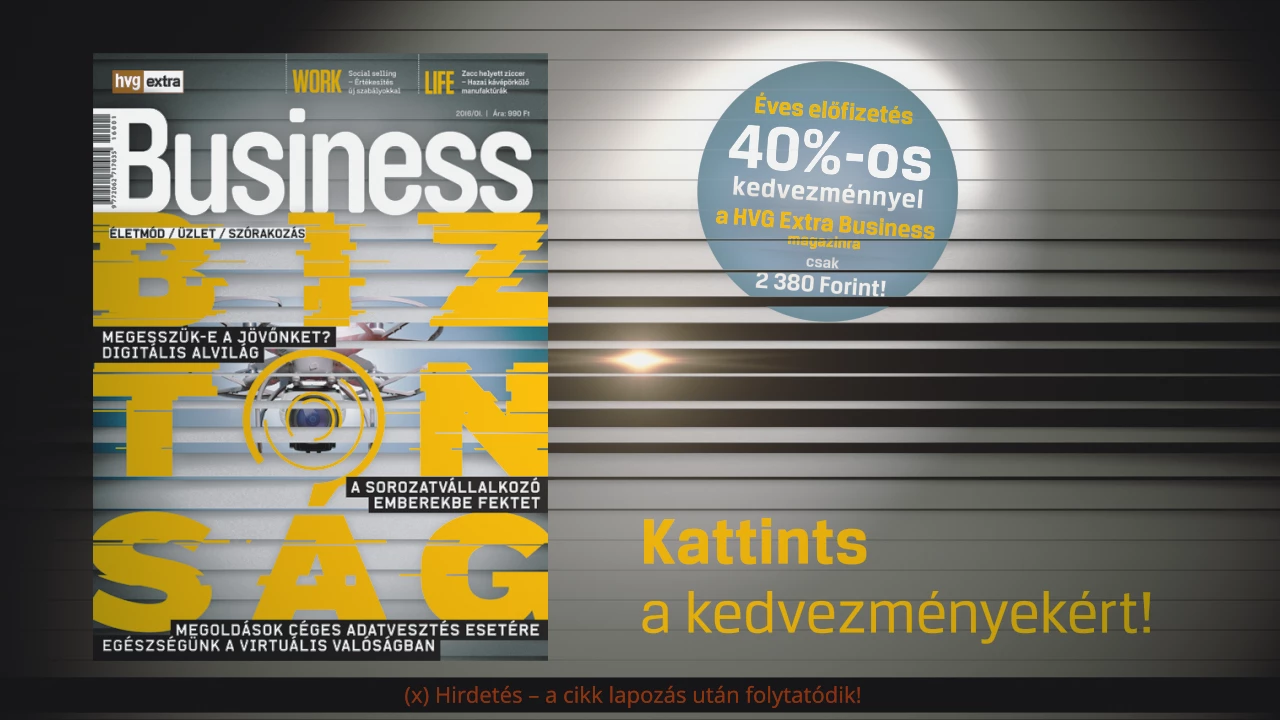 hvg extra
WORK
Social selling
– Értékesítés
új szabályokkal
LIFE
Zacc helyett ziccer
– Hazai kávépörkölő
manufaktúrák
2016/01. | Ára: 990 Ft
Business
ÉLETMÓD / ÜZLET / SZÓRAKOZÁS
BIZ
MEGESSZÜK-E A JÖVŐNKET?
DIGITÁLIS ALVILÁG
TON
A SOROZATVÁLLALKOZÓ
EMBEREKBE FEKTET
SÁG
MEGOLDÁSOK CÉGES ADATVESZTÉS ESETÉRE
EGÉSZSÉGÜNK A VIRTUÁLIS VALÓSÁGBAN
Éves előfizetés
40%-os
kedvezménnyel
a HVG Extra Business
magazinra
csak
2 380 Forint!
Kattints
a kedvezményekért!
(x) Hirdetés – a cikk lapozás után folytatódik!